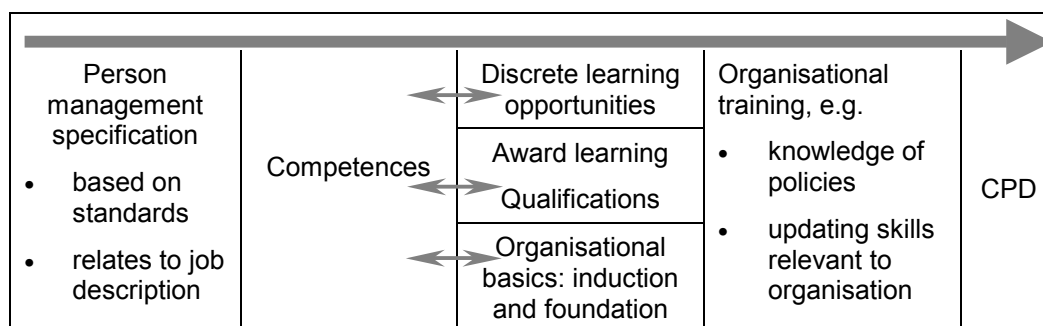 Person
management
specification
• based on
standards
• relates to job
description
Competences
Discrete learning
opportunities
Award learning
Qualifications
Organisational
basics: induction
and foundation
Organisational
training, e.g.
• knowledge of
policies
• updating skills
relevant to
organisation
CPD